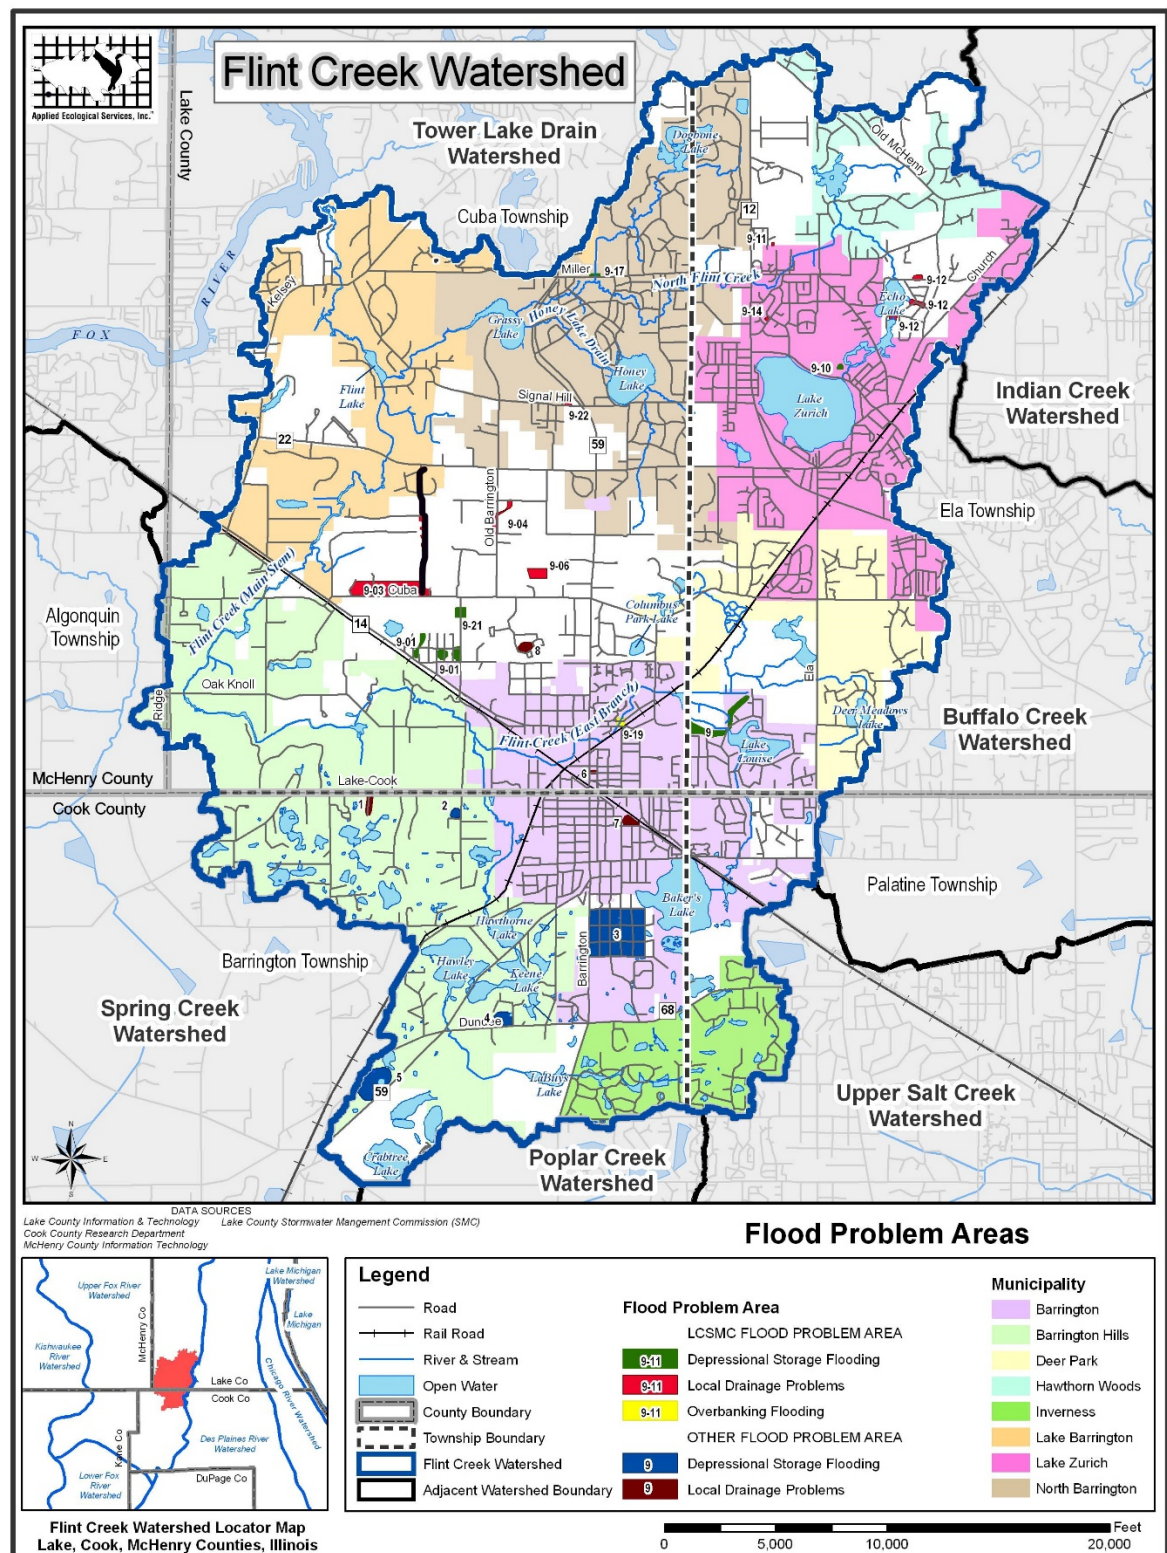 Flint Creek Watershed
Applied Ecological Services, Inc.™
Lake County
Tower Lake Drain
Watershed
Cuba Township
Dogbone
Lake
Old McHenry
12
9-11
Miller
9-17
North Flint Creek
Church
9-12
Echo
Lake
9-12
9-12
Kelsey
RIVER
FOX
Grassy
Lake
Honey Lake Drain
9-14
Honey
Lake
9-10
Indian Creek
Watershed
Flint
Lake
Signal Hill
9-22
Lake
Zurich
22
59
Old Barrington
9-04
Ela Township
Flint Creek (Main Stem)
9-06
9-03
Cuba
Columbus
Park Lake
Algonquin
Township
14
9-21
9-01
8
9-01
Ela
Oak Knoll
Ridge
Flint Creek (East Branch)
9-19
9
Deer Meadows
Lake
Lake
Louise
Buffalo Creek
Watershed
McHenry County
Lake-Cook
6
Cook County
1
2
7
Palatine Township
Baker's
Lake
Hawthorne
Lake
3
Barrington Township
Hawley
Lake
Keene
Lake
Barrington
Spring Creek
Watershed
4
Dundee
68
5
59
LaBuys
Lake
Upper Salt Creek
Watershed
Crabtree
Lake
Poplar Creek
Watershed
N
W
E
S
DATA SOURCES
Lake County Information & Technology
Lake County Stormwater Mangement Commission (SMC)
Cook County Research Department
McHenry County Information Technology
Flood Problem Areas
Upper Fox River
Watershed
McHenry Co
Lake Michigan
Watershed
Lake
Michigan
Kishwaukee
River
Watershed
Lake Co
Cook Co
Chicago River Watershed
Kane Co
Des Plaines River
Watershed
Lower Fox
River
Watershed
DuPage Co
Flint Creek Watershed Locator Map
Lake, Cook, McHenry Counties, Illinois
Legend
Road
Rail Road
River & Stream
Open Water
County Boundary
Township Boundary
Flint Creek Watershed
Adjacent Watershed Boundary
Flood Problem Area
LCSMC FLOOD PROBLEM AREA
9-11 Depressional Storage Flooding
9-11 Local Drainage Problems
9-11 Overbanking Flooding
OTHER FLOOD PROBLEM AREA
9 Depressional Storage Flooding
9 Local Drainage Problems
Municipality
Barrington
Barrington Hills
Deer Park
Hawthorn Woods
Inverness
Lake Barrington
Lake Zurich
North Barrington
Feet
0 5,000 10,000 20,000